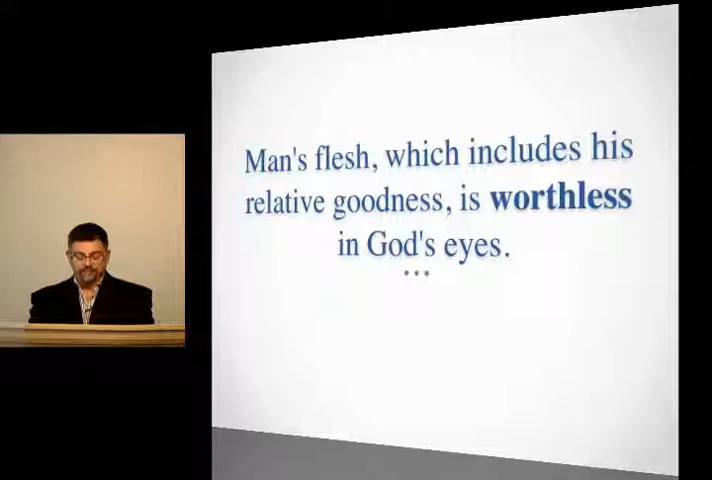 Man's flesh, which includes his
relative goodness, is worthless
in God's eyes.
...